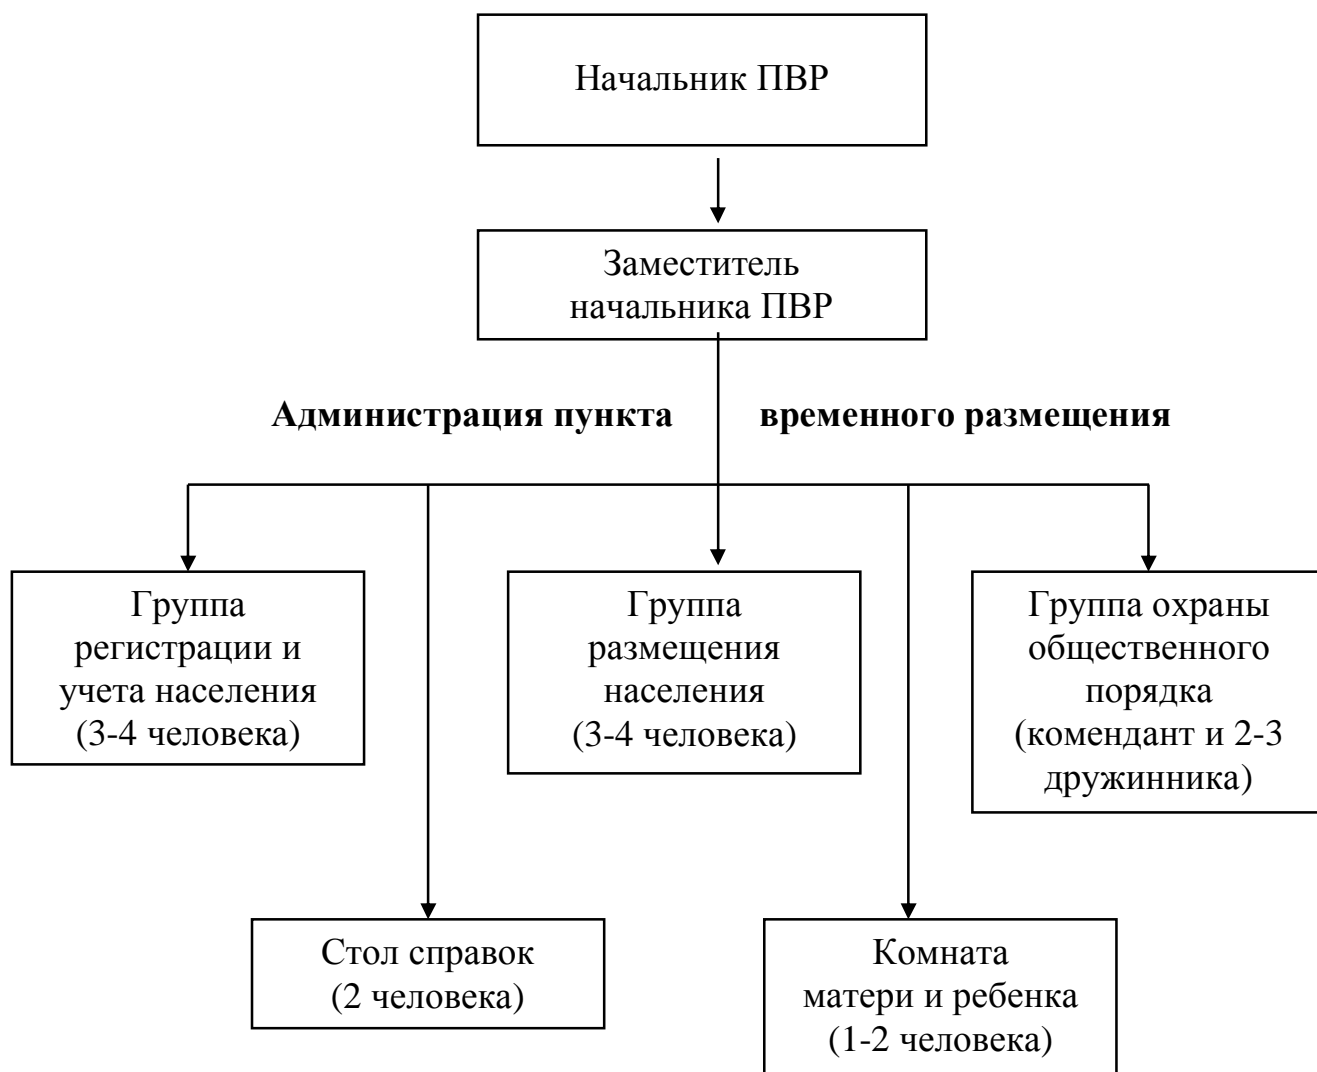 Начальник ПВР
Заместитель
начальника ПВР
Администрация пункта временного размещения
Группа
регистрации и
учета населения
(3-4 человека)
Группа
размещения
населения
(3-4 человека)
Группа охраны
общественного
порядка
(комендант и 2-3
дружинника)
Стол справок
(2 человека)
Комната
матери и ребенка
(1-2 человека)